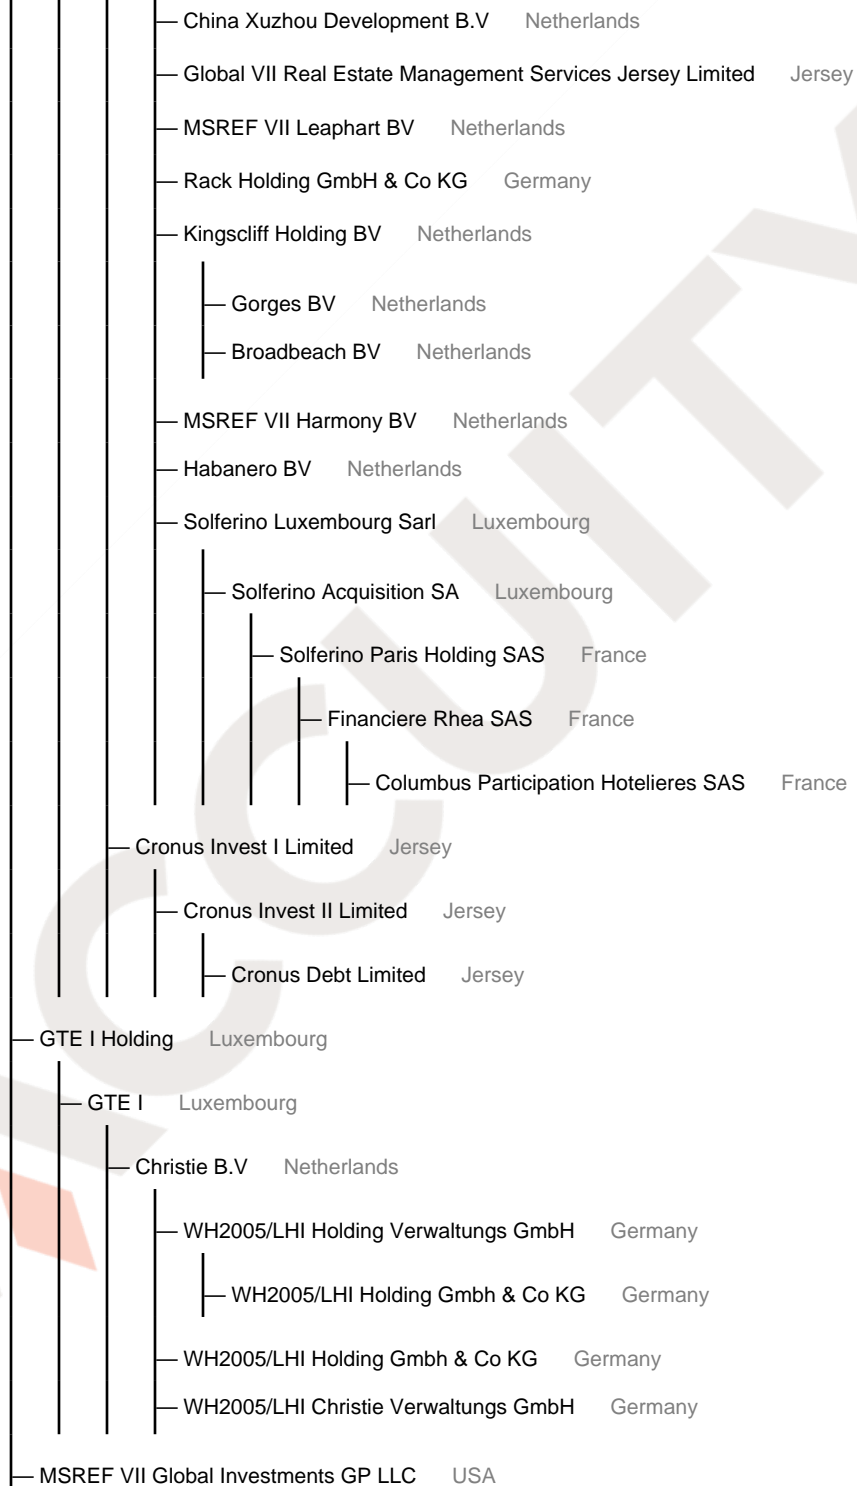 China Xuzhou Development B.V Netherlands
Global VII Real Estate Management Services Jersey Limited Jersey
MSREF VII Leaphart BV Netherlands
Rack Holding GmbH & Co KG Germany
Kingscliff Holding BV Netherlands
Gorges BV Netherlands
Broadbeach BV Netherlands
MSREF VII Harmony BV Netherlands
Habanero BV Netherlands
Solferino Luxembourg Sarl Luxembourg
Solferino Acquisition SA Luxembourg
Solferino Paris Holding SAS France
Financiere Rhea SAS France
Columbus Participation Hotelieres SAS France
Cronus Invest I Limited Jersey
Cronus Invest II Limited Jersey
Cronus Debt Limited Jersey
GTE I Holding Luxembourg
GTE I Luxembourg
Christie B.V Netherlands
WH2005/LHI Holding Verwaltungs GmbH Germany
WH2005/LHI Holding Gmbh & Co KG Germany
WH2005/LHI Holding Gmbh & Co KG Germany
WH2005/LHI Christie Verwaltungs GmbH Germany
MSREF VII Global Investments GP LLC USA
ACCUITY